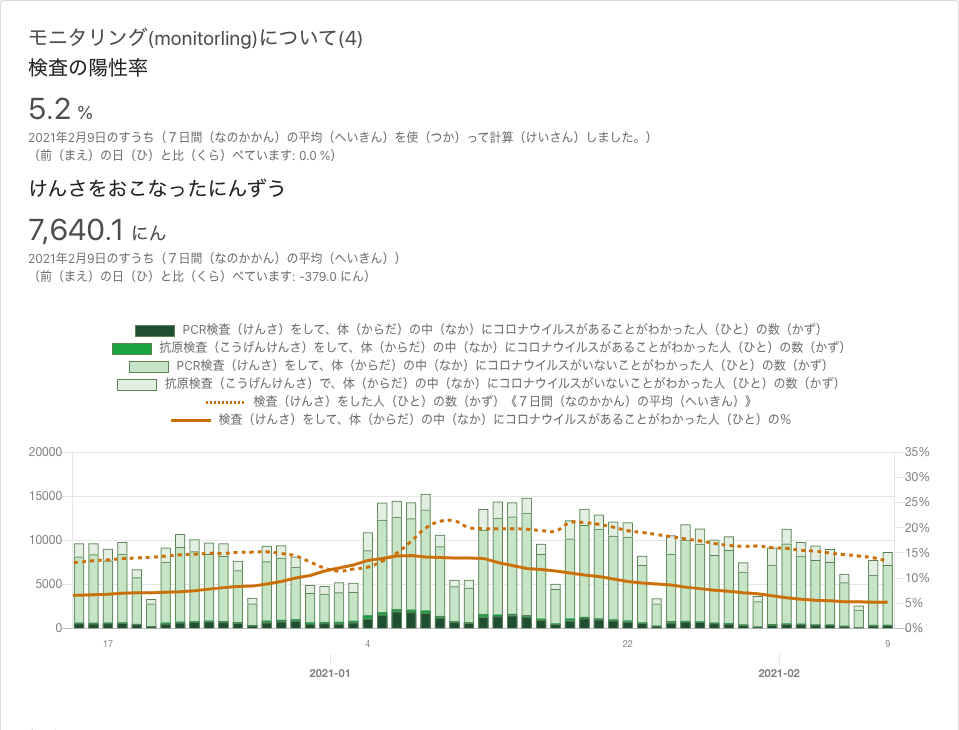 モニタリング(monitorling)について(4)
検査の陽性率
5.2 %
2021年2月9日のすうち（７日間（なのかかん）の平均（へいきん）を使（つか）って計算（けいさん）しました。）
（前（まえ）の日（ひ）と比（くら）べています: 0.0 %）
けんさをおこなったにんずう
7,640.1 にん
2021年2月9日のすうち（７日間（なのかかん）の平均（へいきん））
（前（まえ）の日（ひ）と比（くら）べています: -379.0 にん）
PCR検査（けんさ）をして、体（からだ）の中（なか）にコロナウイルスがあることがわかった人（ひと）の数（かず）
抗原検査（こうげんけんさ）をして、体（からだ）の中（なか）にコロナウイルスがあることがわかった人（ひと）の数（かず）
PCR検査（けんさ）をして、体（からだ）の中（なか）にコロナウイルスがいないことがわかった人（ひと）の数（かず）
抗原検査（こうげんけんさ）で、体（からだ）の中（なか）にコロナウイルスがいないことがわかった人（ひと）の数（かず）
検査（けんさ）をした人（ひと）の数（かず）《７日間（なのかかん）の平均（へいきん）》
検査（けんさ）をして、体（からだ）の中（なか）にコロナウイルスがあることがわかった人（ひと）の%
20000 35%
30%
15000 25%
20%
10000 15%
5000 10%
5%
0 0%
17 4 22 9
2021-01 2021-02